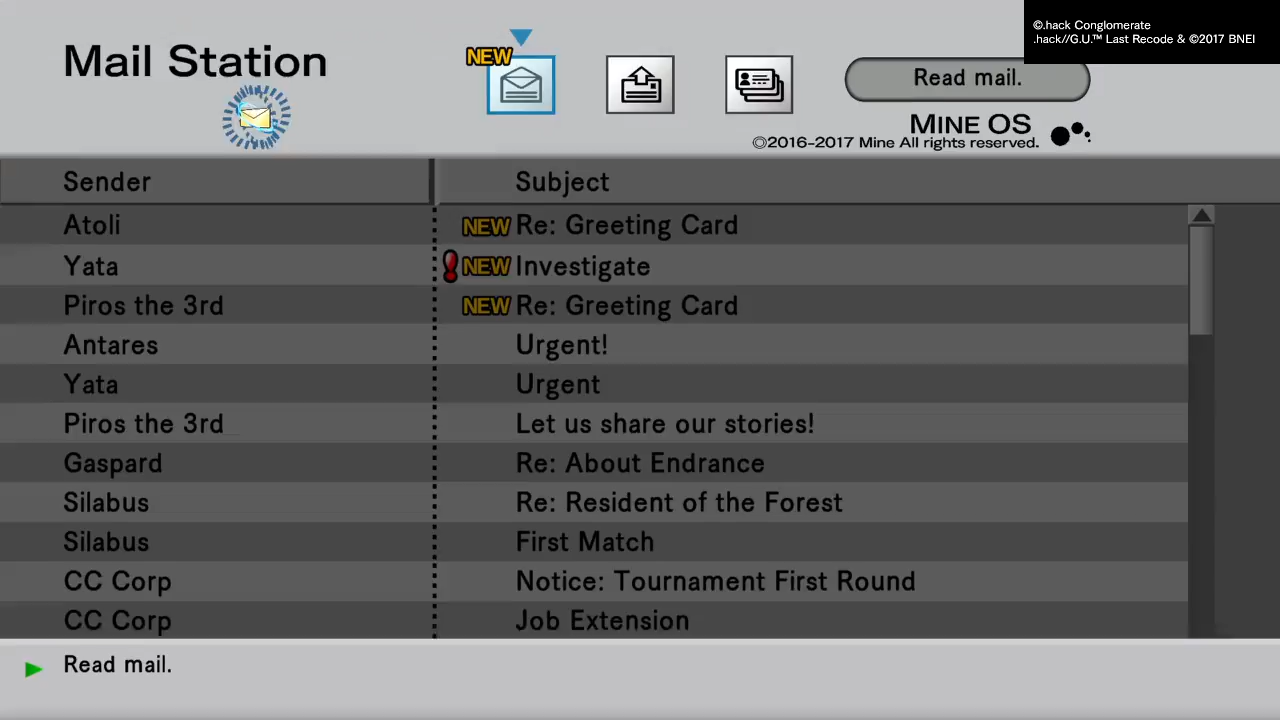 ©.hack Conglomerate
.hack//G.U.™ Last Recode & ©2017 BNEI
Mail Station
NEW
Read mail.
MINE OS
©2016-2017 Mine All rights reserved.
Sender Subject
Atoli NEW Re: Greeting Card
Yata NEW Investigate
Piros the 3rd NEW Re: Greeting Card
Antares Urgent!
Yata Urgent
Piros the 3rd Let us share our stories!
Gaspard Re: About Endrance
Silabus Re: Resident of the Forest
Silabus First Match
CC Corp Notice: Tournament First Round
CC Corp Job Extension
Read mail.